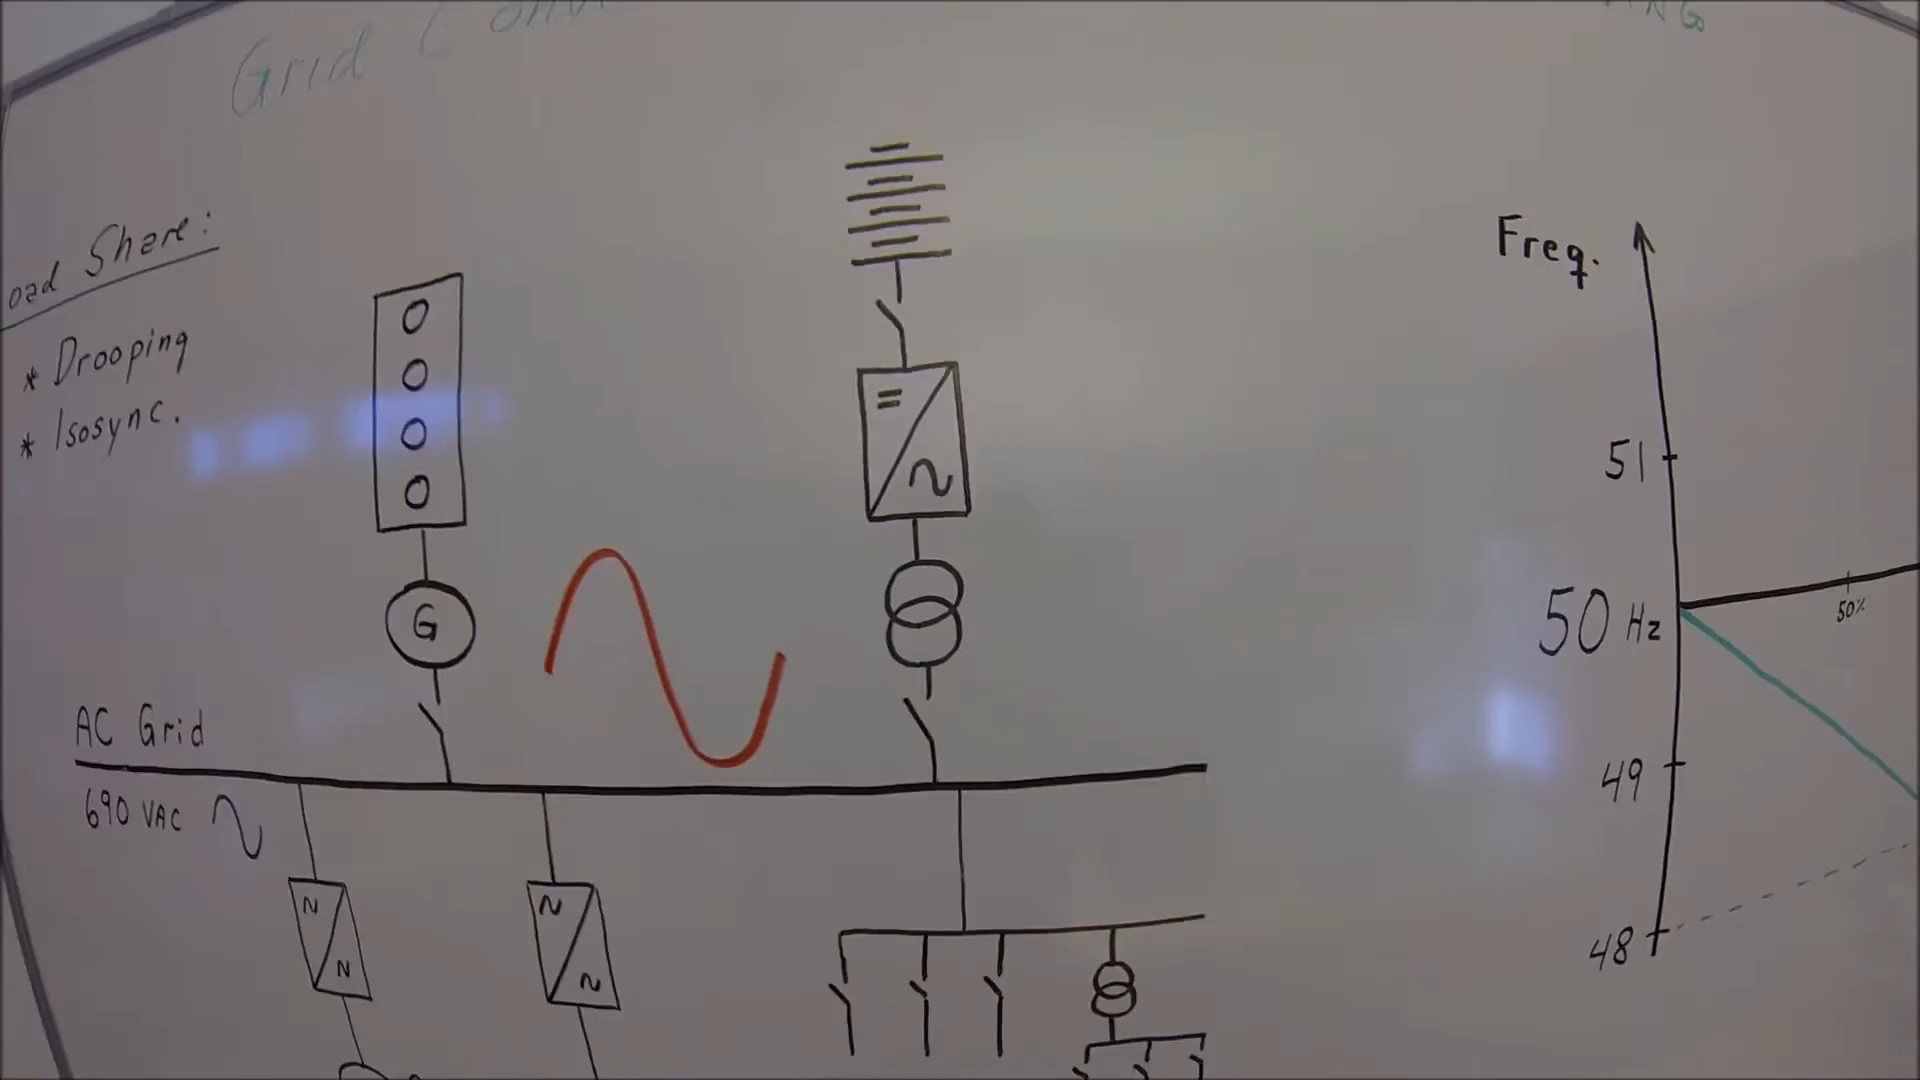 Grid
oad Share:
* Drooping
* Isosync.
G
AC Grid
690 VAC
Freq.
51
50 Hz
50%
49
48